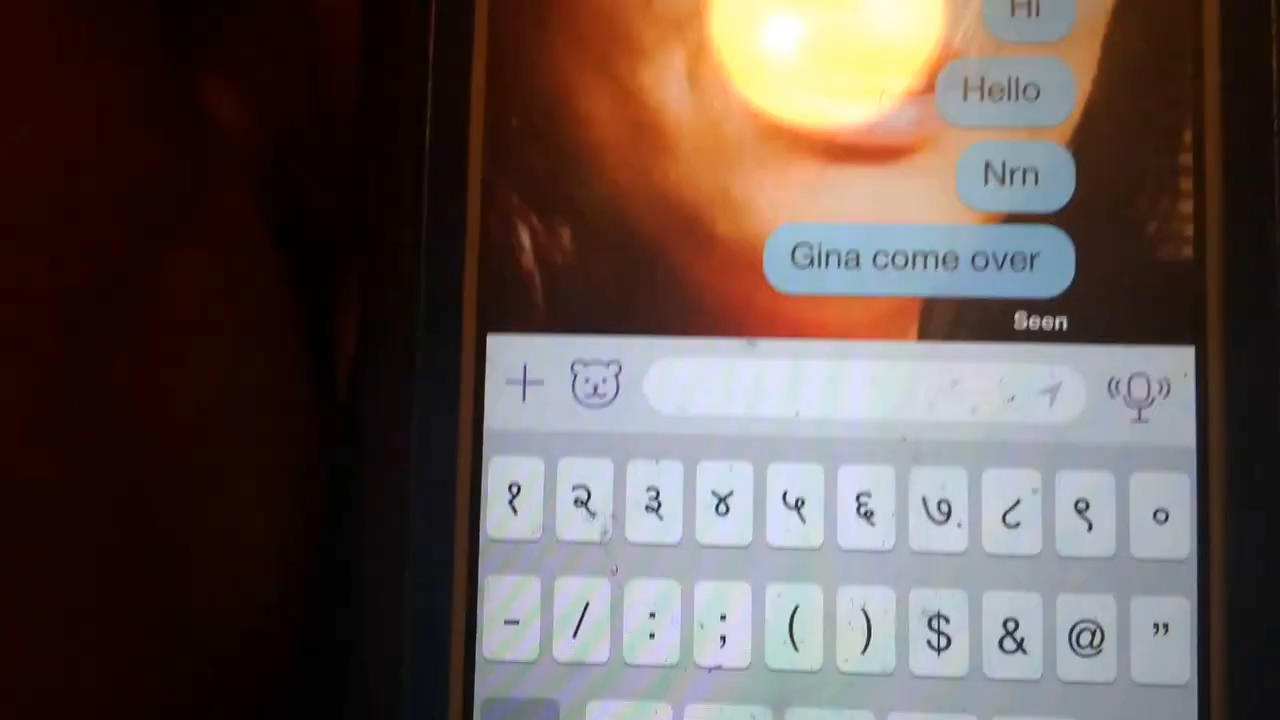 Hi
Hello
Nrn
Gina come over
Seen
१ २ ३ ४ ५ ६ ७ ८ ९ ०
- / : ; ( ) $ & @ ”